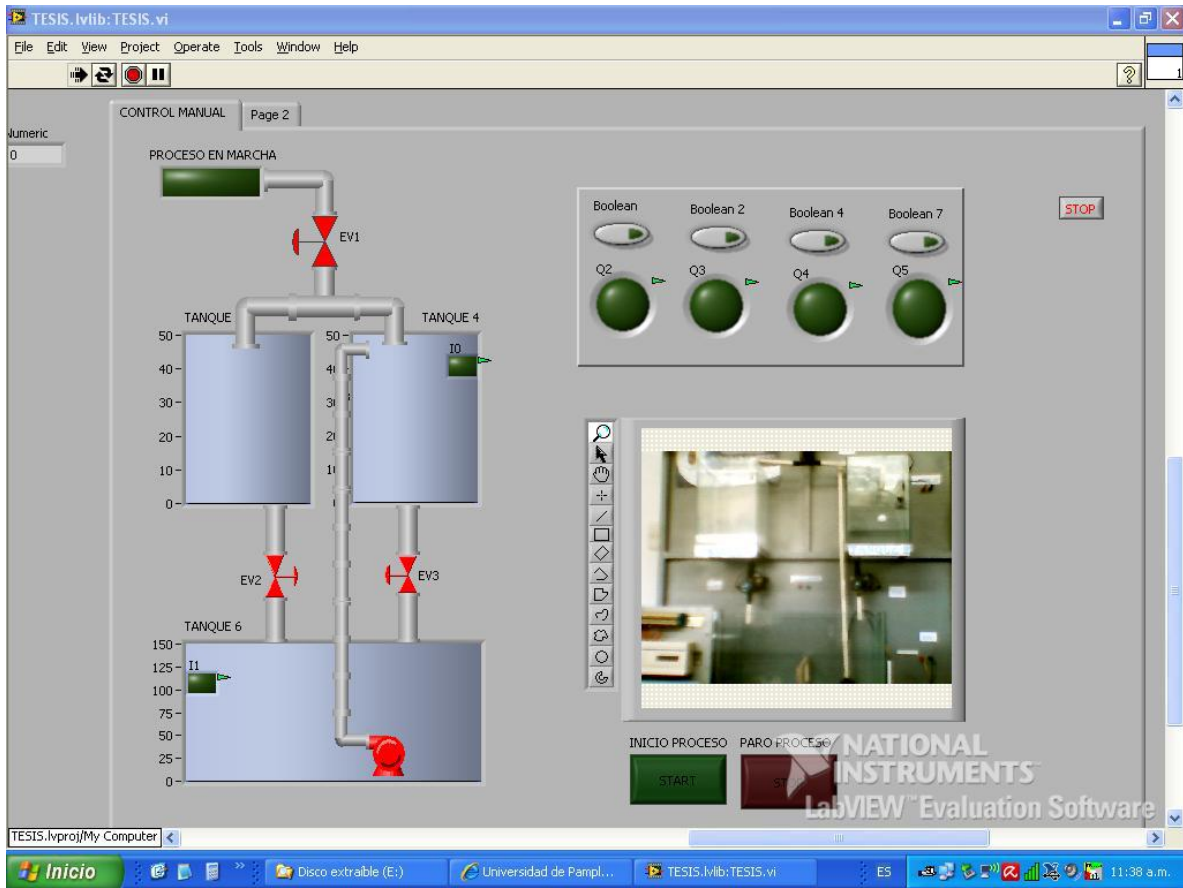 TESIS.lvlib:TESIS.vi
File Edit View Project Operate Tools Window Help
1
CONTROL MANUAL Page 2
Numeric
0
PROCESO EN MARCHA
EV1
Boolean Boolean 2 Boolean 4 Boolean 7
STOP
Q2 Q3 Q4 Q5
TANQUE TANQUE 4
50 50
I0
40
30
20
10
0
EV2 EV3
TANQUE 6
150
125 I1
100
75
50
25
0
INICIO PROCESO PARO PROCESO
START
NATIONAL
INSTRUMENTS
LabVIEW™ Evaluation Software
TESIS.lvproj/My Computer
Inicio Disco extraíble (E:) Universidad de Pampl... TESIS.lvlib:TESIS.vi ES 11:38 a.m.